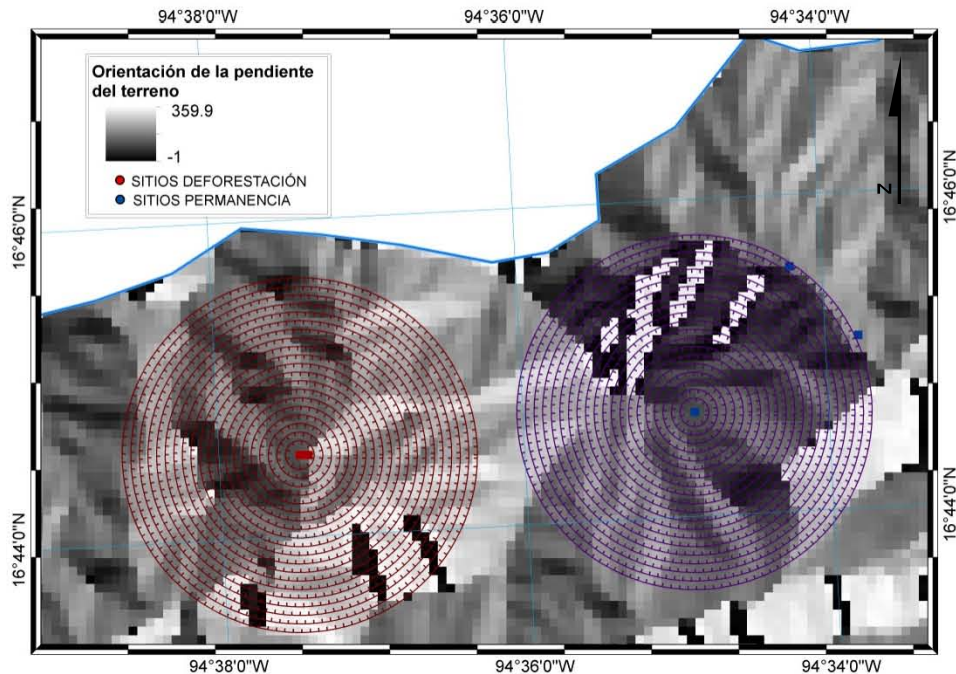 94°38'0"W 94°36'0"W 94°34'0"W
Orientación de la pendiente
del terreno
359.9
-1
SITIOS DEFORESTACIÓN
SITIOS PERMANENCIA
N
16°46'0"N 16°46'0"N
16°44'0"N 16°44'0"N
94°38'0"W 94°36'0"W 94°34'0"W